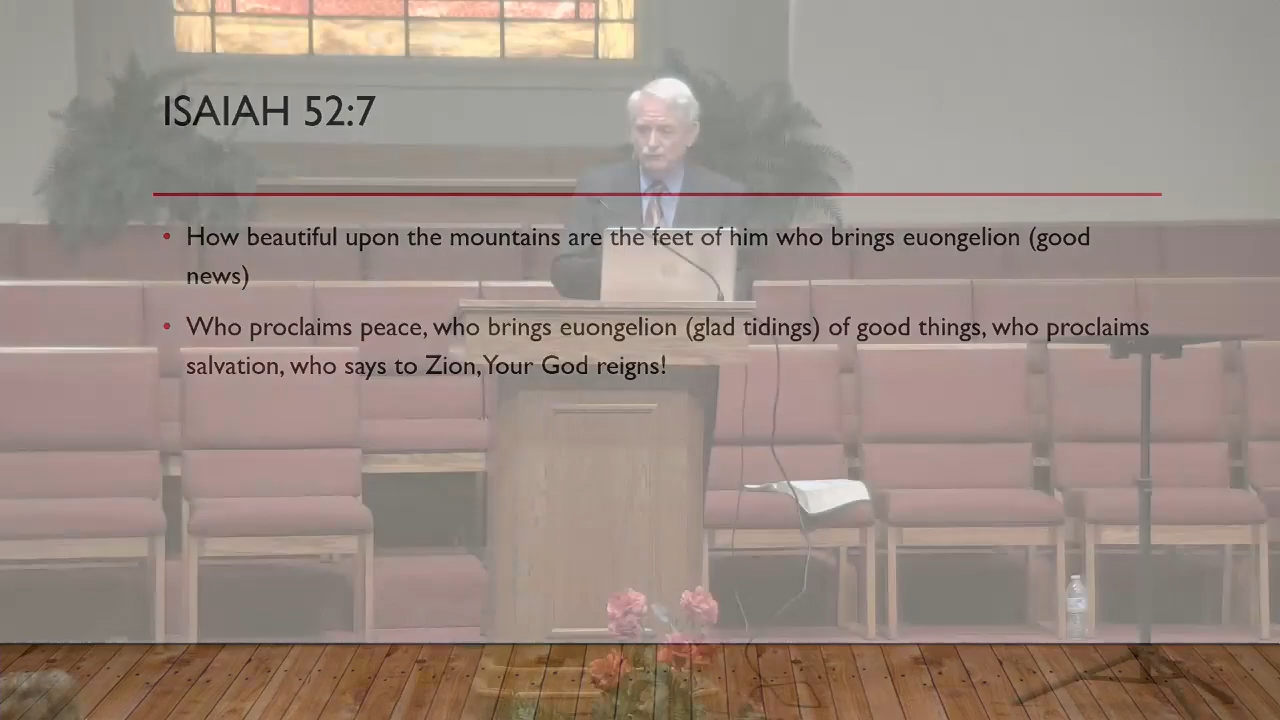 ISAIAH 52:7
• How beautiful upon the mountains are the feet of him who brings euongelion (good
news)
• Who proclaims peace, who brings euongelion (glad tidings) of good things, who proclaims
salvation, who says to Zion, Your God reigns!